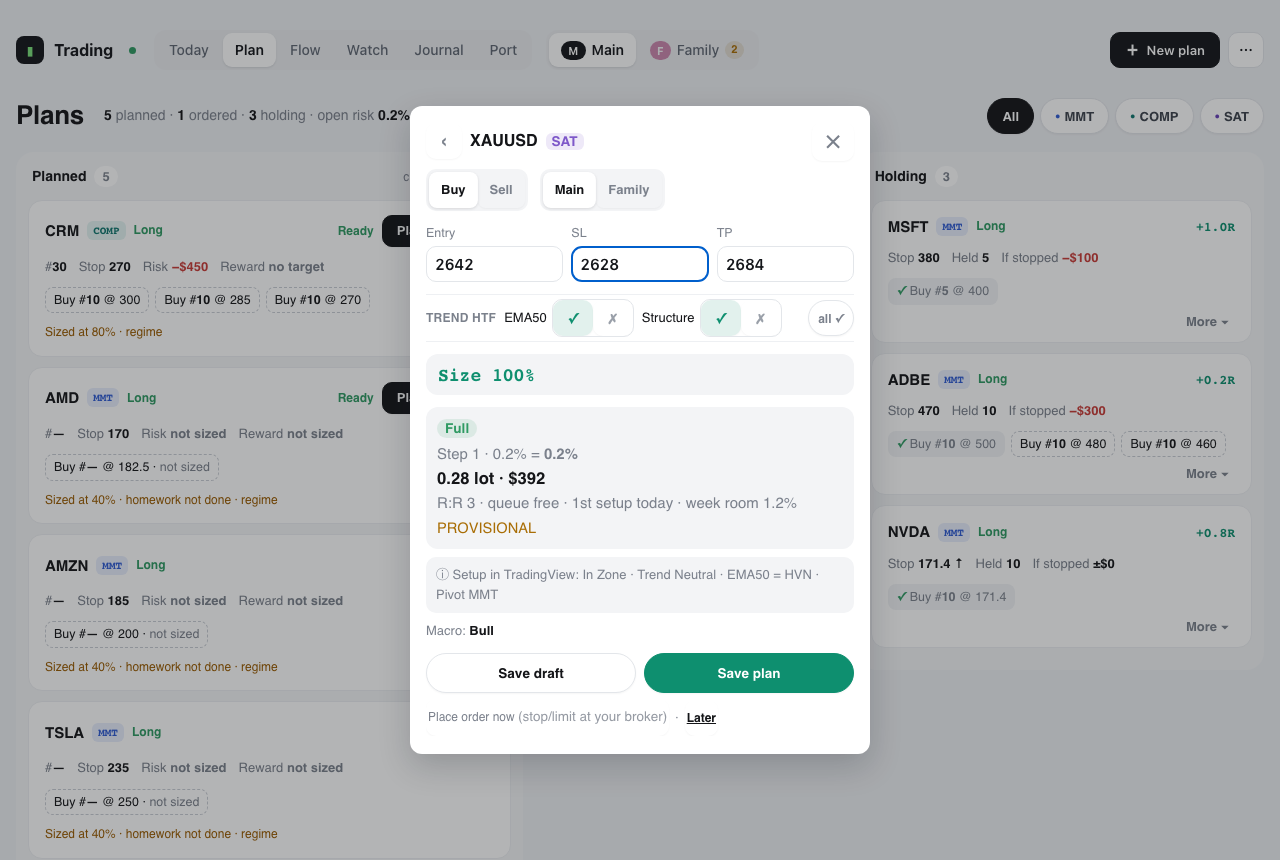 Trading Today Plan Flow Watch Journal Port M Main F Family 2 + New plan ...
Plans 5 planned · 1 ordered · 3 holding · open risk 0.2% All • MMT • COMP • SAT
Planned 5
CRM COMP Long Ready
#30 Stop 270 Risk –$450 Reward no target
Buy #10 @ 300 Buy #10 @ 285 Buy #10 @ 270
Sized at 80% · regime
AMD MMT Long Ready
#— Stop 170 Risk not sized Reward not sized
Buy #— @ 182.5 · not sized
Sized at 40% · homework not done · regime
AMZN MMT Long
#— Stop 185 Risk not sized Reward not sized
Buy #— @ 200 · not sized
Sized at 40% · homework not done · regime
TSLA MMT Long
#— Stop 235 Risk not sized Reward not sized
Buy #— @ 250 · not sized
Sized at 40% · homework not done · regime
‹ XAUUSD SAT ✕
Buy Sell Main Family
Entry SL TP
2642 2628 2684
TREND HTF EMA50 ✓ ✗ Structure ✓ ✗ all ✓
Size 100%
Full
Step 1 · 0.2% = 0.2%
0.28 lot · $392
R:R 3 · queue free · 1st setup today · week room 1.2%
PROVISIONAL
ⓘ Setup in TradingView: In Zone · Trend Neutral · EMA50 = HVN ·
Pivot MMT
Macro: Bull
Save draft Save plan
Place order now (stop/limit at your broker) · Later
Holding 3
MSFT MMT Long +1.0R
Stop 380 Held 5 If stopped –$100
✓ Buy #5 @ 400
More
ADBE MMT Long +0.2R
Stop 470 Held 10 If stopped –$300
✓ Buy #10 @ 500 Buy #10 @ 480 Buy #10 @ 460
More
NVDA MMT Long +0.8R
Stop 171.4 ↑ Held 10 If stopped ±$0
✓ Buy #10 @ 171.4
More